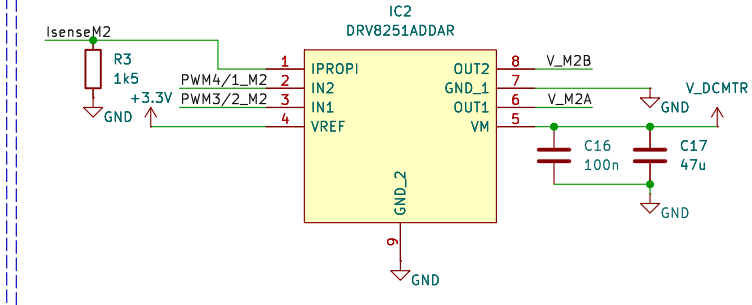 IC2
DRV8251ADDAR
IsenseM2
R3
1k5
GND
+3.3V
PWM4/1_M2
PWM3/2_M2
1 IPROPI
2 IN2
3 IN1
4 VREF
OUT2 8 V_M2B
GND_1 7
OUT1 6 V_M2A
VM 5
GND
V_DCMTR
C16
100n
C17
47u
GND
GND_2
9
GND